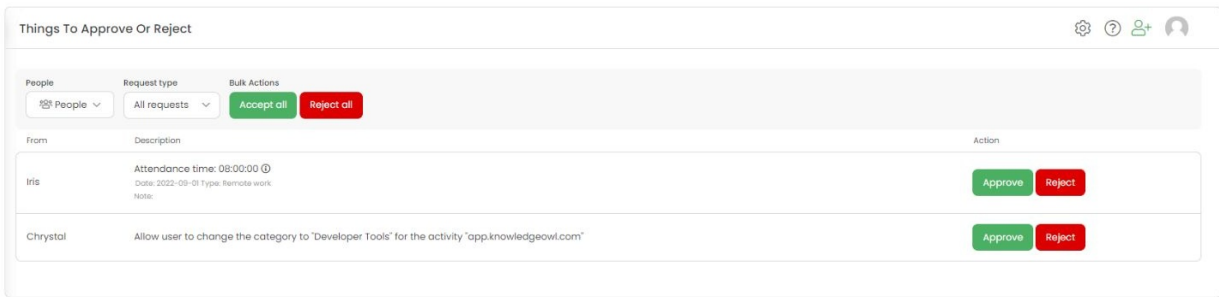 Things To Approve Or Reject
People Request type Bulk Actions
People All requests Accept all Reject all
From Description Action
Iris
Attendance time: 08:00:00
Date: 2022-09-01 Type: Remote work
Note:
Approve Reject
Chrystal Allow user to change the category to "Developer Tools" for the activity "app.knowledgeowl.com" Approve Reject